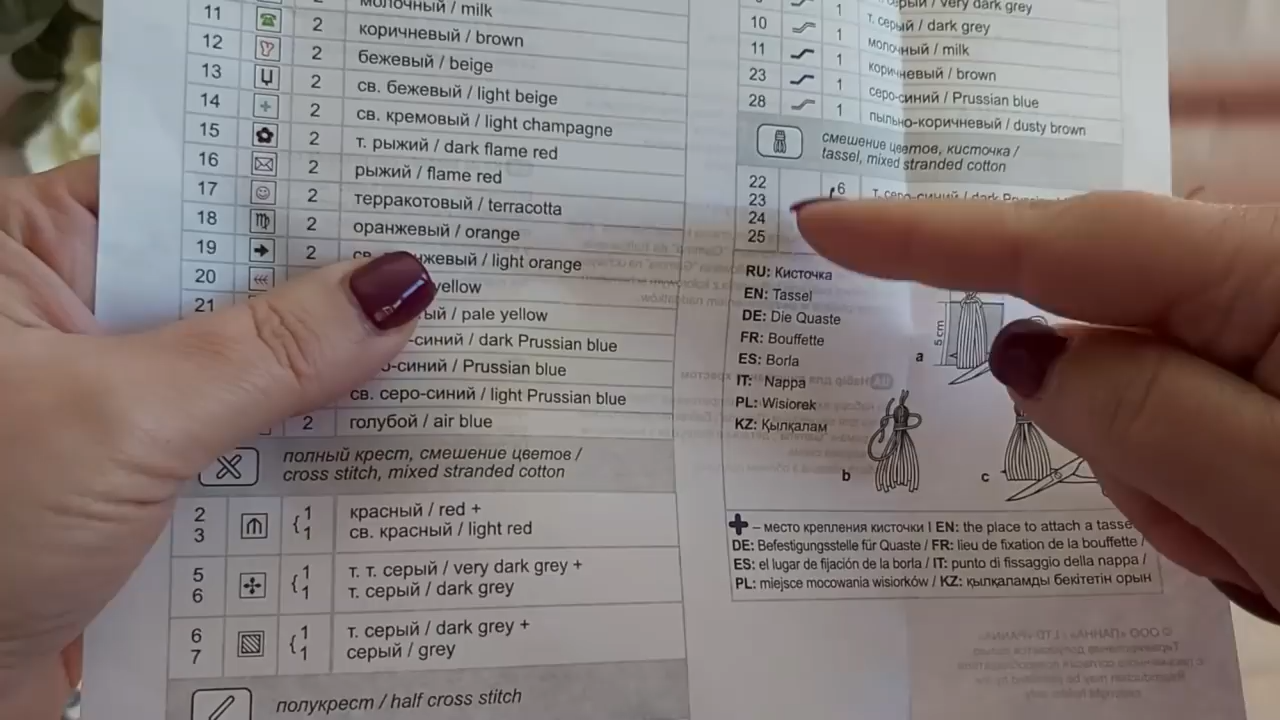 молочный / milk
11 2 коричневый / brown
12 2 бежевый / beige
13 2 св. бежевый / light beige
14 2 св. кремовый / light champagne
15 2 т. рыжий / dark flame red
16 2 рыжий / flame red
17 2 терракотовый / terracotta
18 2 оранжевый / orange
19 2 / light orange
20 yellow
21 / pale yellow
-синий / dark Prussian blue
-синий / Prussian blue
св. серо-синий / light Prussian blue
2 голубой / air blue
полный крест, смешение цветов /
cross stitch, mixed stranded cotton
2 {1 красный / red +
3 1 св. красный / light red
5 {1 т. т. серый / very dark grey +
6 1 т. серый / dark grey
6 {1 т. серый / dark grey +
7 1 серый / grey
полукрест / half cross stitch
1 / very dark grey
10 1 т. серый / dark grey
11 1 молочный / milk
23 1 коричневый / brown
28 1 серо-синий / Prussian blue
пыльно-коричневый / dusty brown
смешение цветов, кисточка /
tassel, mixed stranded cotton
22 6 т. серо-синий / dark
23
24
25
RU: Кисточка
EN: Tassel
DE: Die Quaste
FR: Bouffette
ES: Borla
IT: Nappa
PL: Wisiorek
KZ: Қылқалам
5 cm
a
b
c
– место крепления кисточки | EN: the place to attach a
DE: Befestigungsstelle für Quaste / FR: lieu de fixation de la bouffette /
ES: el lugar de fijación de la borla / IT: punto di fissaggio della nappa /
PL: miejsce mocowania wisiorków / KZ: қылқаламды бекітетін орын